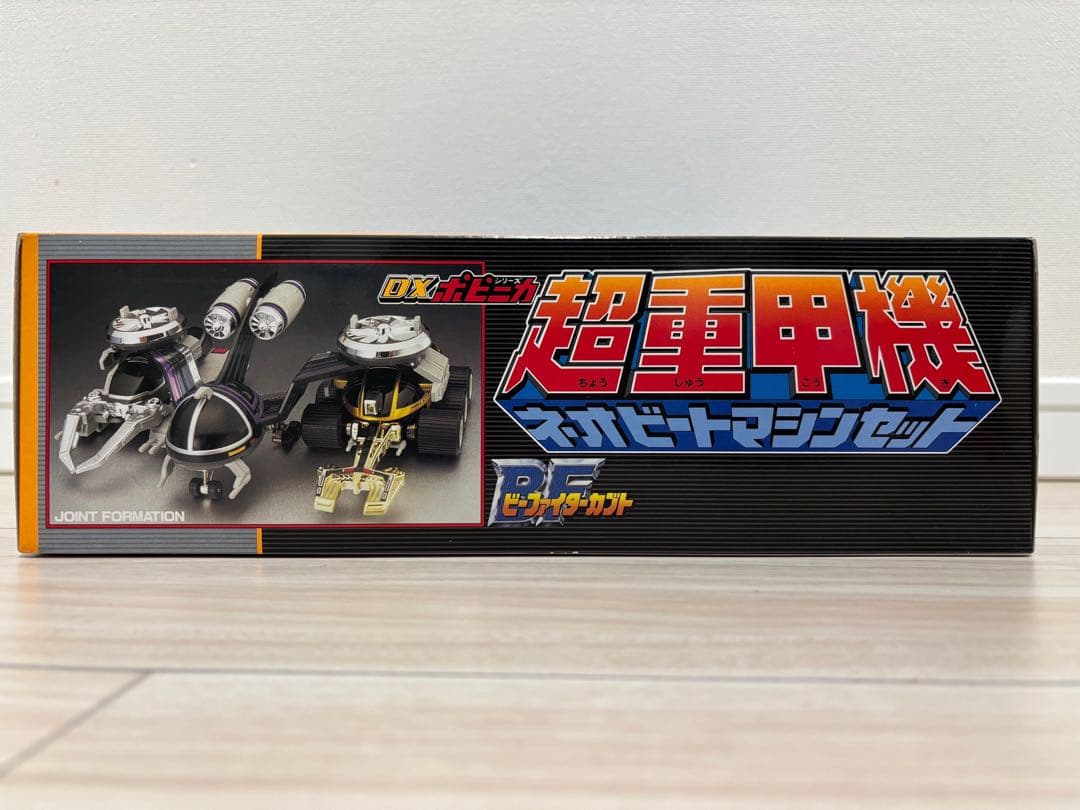 DXポピニカシリーズ
超重甲機
ちょうじゅうこうき
ネオビートマシンセット
BF
ビーファイターカブト
JOINT FORMATION